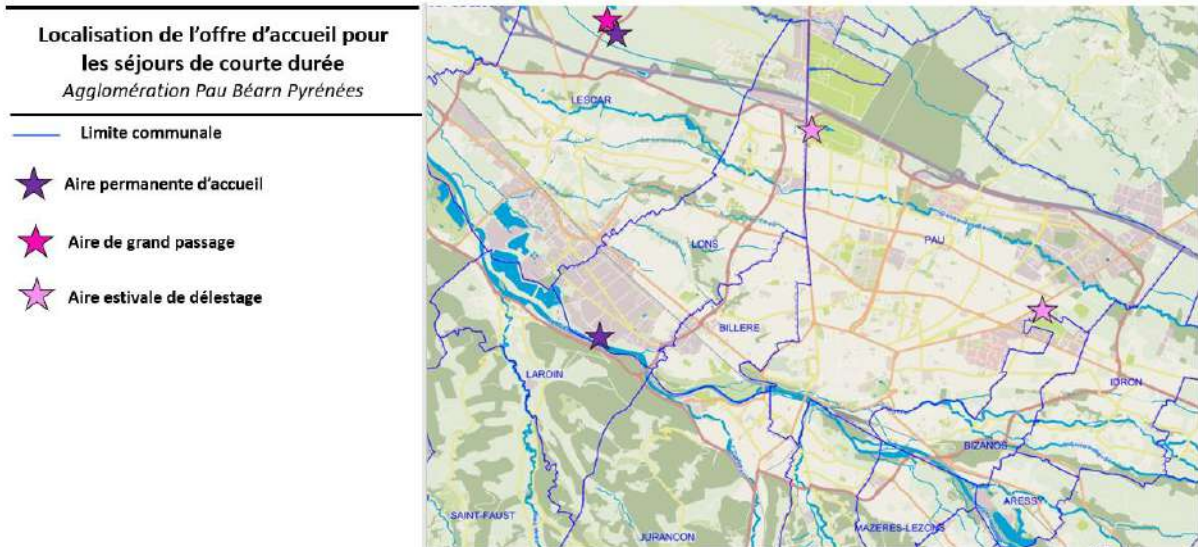 Localisation de l’offre d’accueil pour
les séjours de courte durée
Agglomération Pau Béarn Pyrénées
Limite communale
Aire permanente d’accueil
Aire de grand passage
Aire estivale de délestage
LESCAR
LONS
PAU
BILLERE
LAROIN
IDRON
BIZANOS
ARESSY
SAINT-FAUST
MAZERES-LEZONS
JURANCON